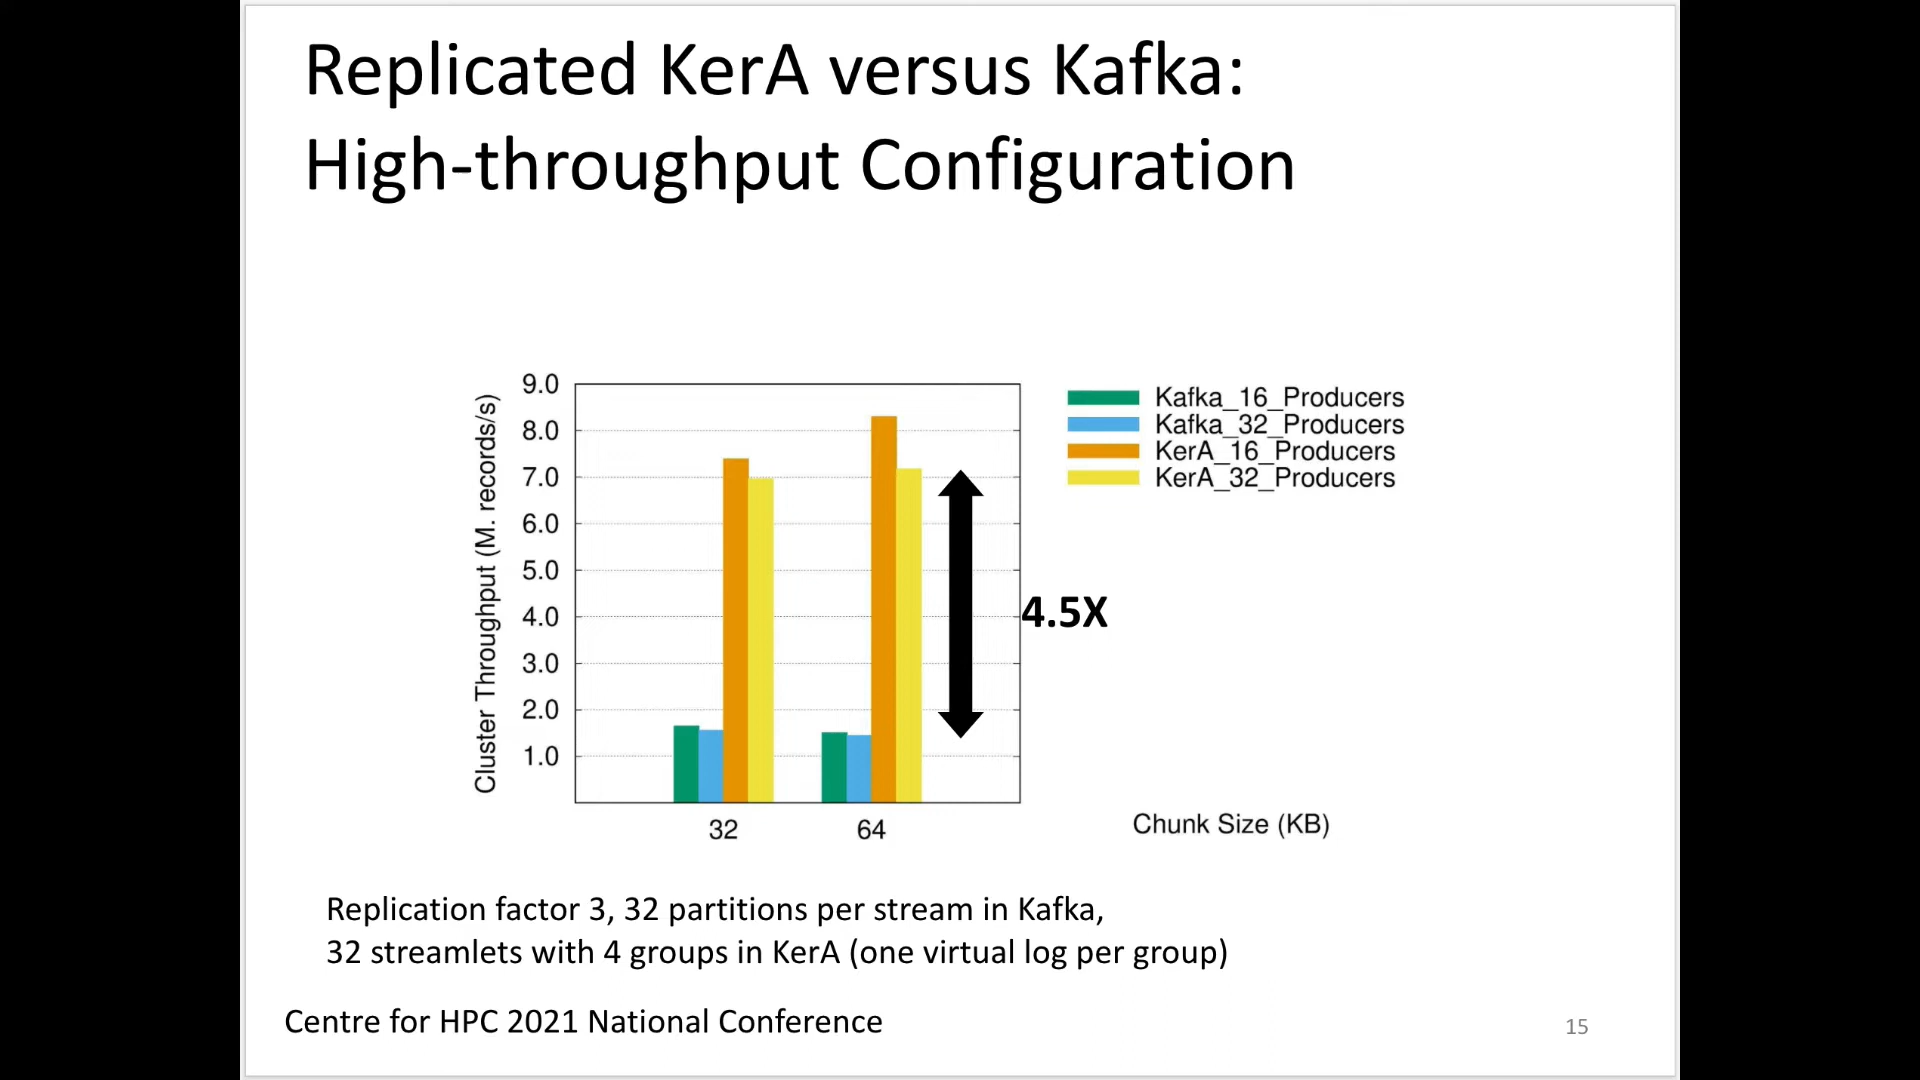 Replicated KerA versus Kafka:
High-throughput Configuration
Cluster Throughput (M. records/s)
9.0
8.0
7.0
6.0
5.0
4.0
3.0
2.0
1.0
32
64
Chunk Size (KB)
Kafka_16_Producers
Kafka_32_Producers
KerA_16_Producers
KerA_32_Producers
4.5X
Replication factor 3, 32 partitions per stream in Kafka,
32 streamlets with 4 groups in KerA (one virtual log per group)
Centre for HPC 2021 National Conference
15